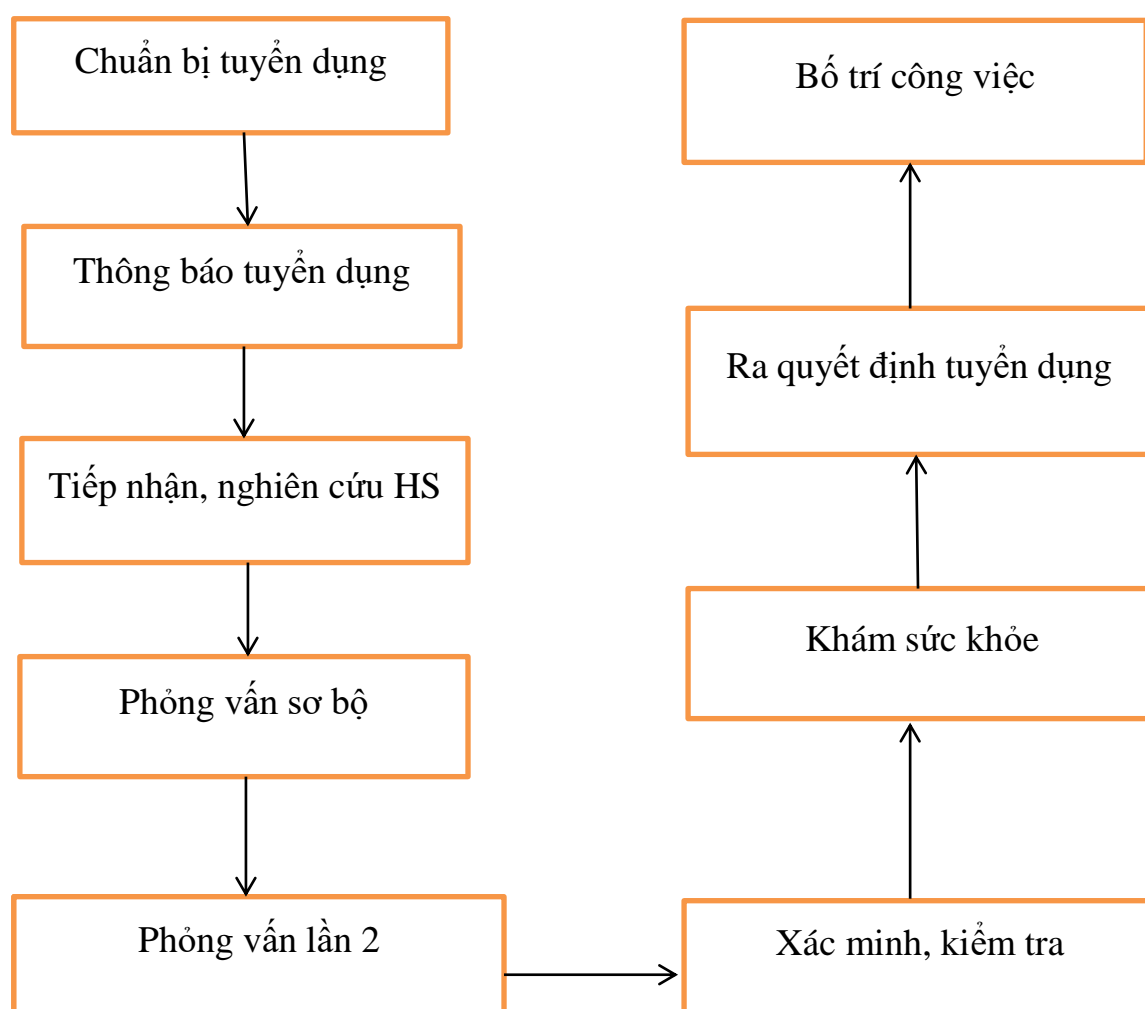 Chuẩn bị tuyển dụng
Thông báo tuyển dụng
Tiếp nhận, nghiên cứu HS
Phỏng vấn sơ bộ
Phỏng vấn lần 2
Xác minh, kiểm tra
Khám sức khỏe
Ra quyết định tuyển dụng
Bố trí công việc